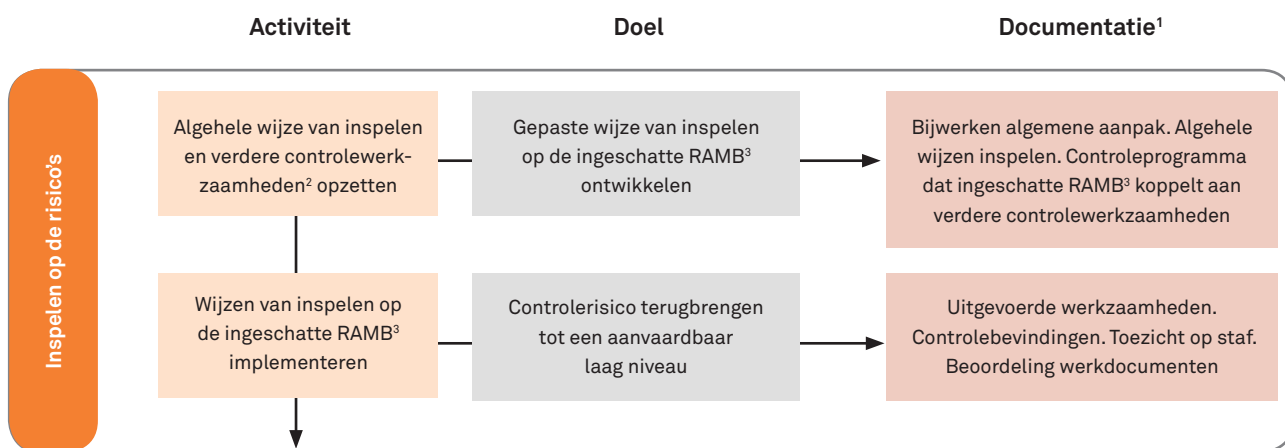 Activiteit
Doel
Documentatie¹
Inspelen op de risico's
Algehele wijze van inspelen
en verdere controlewerk-
zaamheden² opzetten
Gepaste wijze van inspelen
op de ingeschatte RAMB³
ontwikkelen
Bijwerken algemene aanpak. Algehele
wijzen inspelen. Controleprogramma
dat ingeschatte RAMB³ koppelt aan
verdere controlewerkzaamheden
Wijzen van inspelen op
de ingeschatte RAMB³
implementeren
Controlerisico terugbrengen
tot een aanvaardbaar
laag niveau
Uitgevoerde werkzaamheden.
Controlebevindingen. Toezicht op staf.
Beoordeling werkdocumenten